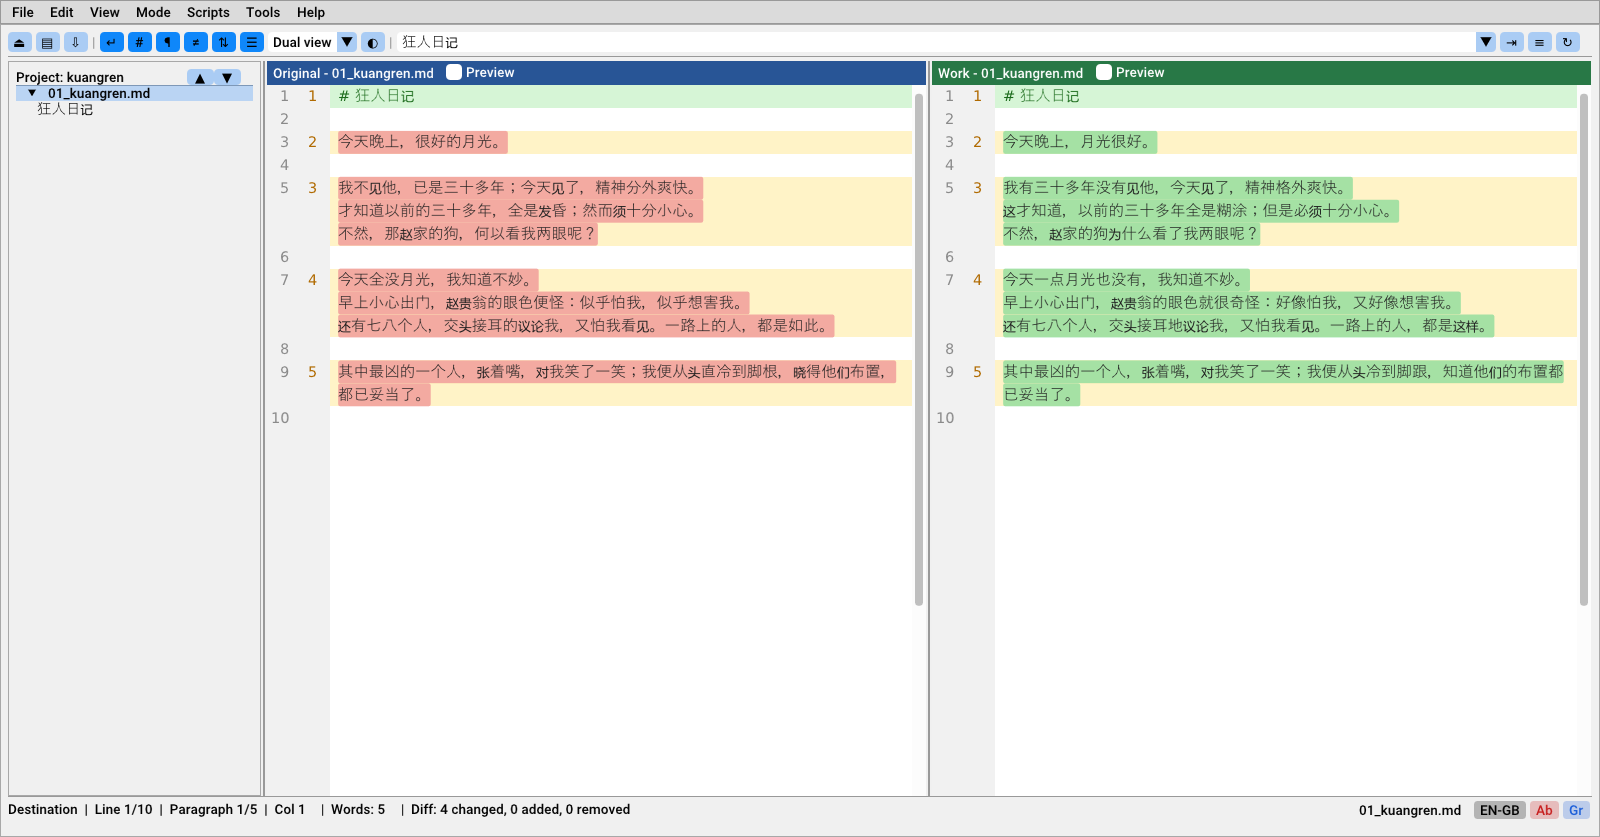 File Edit View Mode Scripts Tools Help
⏏ ▤ ⇩ | ↵ # ¶ ≠ ⇅ ☰ Dual view ▼ ◐ | 狂人日记 ▼ ⇥ ≡ ↻
Project: kuangren ▲ ▼
▼ 01_kuangren.md
狂人日记
Original - 01_kuangren.md Preview
1 1 # 狂人日记
2
3 2 今天晚上，很好的月光。
4
5 3 我不见他，已是三十多年；今天见了，精神分外爽快。
才知道以前的三十多年，全是发昏；然而须十分小心。
不然，那赵家的狗，何以看我两眼呢？
6
7 4 今天全没月光，我知道不妙。
早上小心出门，赵贵翁的眼色便怪：似乎怕我，似乎想害我。
还有七八个人，交头接耳的议论我，又怕我看见。一路上的人，都是如此。
8
9 5 其中最凶的一个人，张着嘴，对我笑了一笑；我便从头直冷到脚根，晓得他们布置，
都已妥当了。
10
Work - 01_kuangren.md Preview
1 1 # 狂人日记
2
3 2 今天晚上，月光很好。
4
5 3 我有三十多年没有见他，今天见了，精神格外爽快。
这才知道，以前的三十多年全是糊涂；但是必须十分小心。
不然，赵家的狗为什么看了我两眼呢？
6
7 4 今天一点月光也没有，我知道不妙。
早上小心出门，赵贵翁的眼色就很奇怪：好像怕我，又好像想害我。
还有七八个人，交头接耳地议论我，又怕我看见。一路上的人，都是这样。
8
9 5 其中最凶的一个人，张着嘴，对我笑了一笑；我便从头冷到脚跟，知道他们的布置都
已妥当了。
10
Destination | Line 1/10 | Paragraph 1/5 | Col 1 | Words: 5 | Diff: 4 changed, 0 added, 0 removed 01_kuangren.md EN-GB Ab Gr